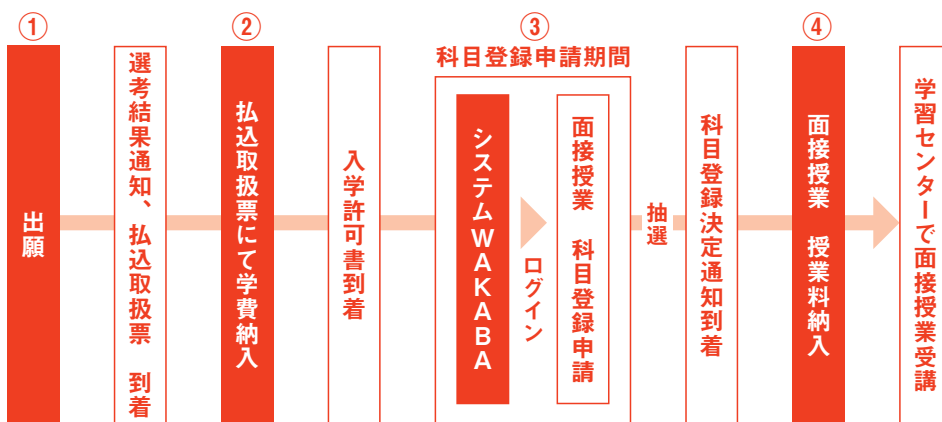 ①
出願
選考結果通知、払込取扱票　到着
②
払込取扱票にて学費納入
入学許可書到着
③
科目登録申請期間
システムWAKABA
ログイン
面接授業　科目登録申請
抽選
科目登録決定通知到着
④
面接授業　授業料納入
学習センターで面接授業受講